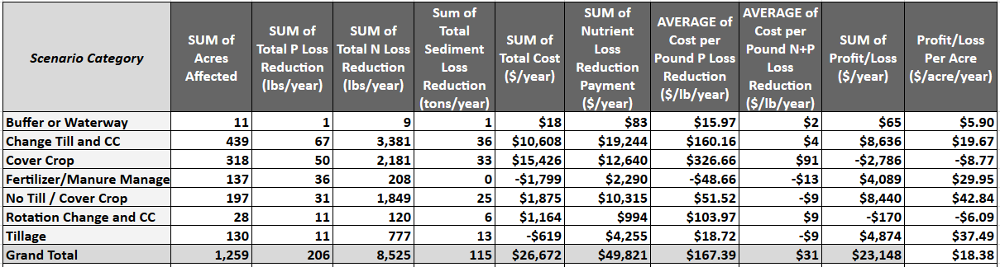 Scenario Category | SUM of Acres Affected | SUM of Total P Loss Reduction (lbs/year) | SUM of Total N Loss Reduction (lbs/year) | Sum of Total Sediment Loss Reduction (tons/year) | SUM of Total Cost ($/year) | SUM of Nutrient Loss Reduction Payment ($/year) | AVERAGE of Cost per Pound P Loss Reduction ($/lb/year) | AVERAGE of Cost per Pound N+P Loss Reduction ($/lb/year) | SUM of Profit/Loss ($/year) | Profit/Loss Per Acre ($/acre/year)
Buffer or Waterway | 11 | 1 | 9 | 1 | $18 | $83 | $15.97 | $2 | $65 | $5.90
Change Till and CC | 439 | 67 | 3,381 | 36 | $10,608 | $19,244 | $160.16 | $4 | $8,636 | $19.67
Cover Crop | 318 | 50 | 2,181 | 33 | $15,426 | $12,640 | $326.66 | $91 | -$2,786 | -$8.77
Fertilizer/Manure Manage | 137 | 36 | 208 | 0 | -$1,799 | $2,290 | -$48.66 | -$13 | $4,089 | $29.95
No Till / Cover Crop | 197 | 31 | 1,849 | 25 | $1,875 | $10,315 | $51.52 | -$9 | $8,440 | $42.84
Rotation Change and CC | 28 | 11 | 120 | 6 | $1,164 | $994 | $103.97 | $9 | -$170 | -$6.09
Tillage | 130 | 11 | 777 | 13 | -$619 | $4,255 | $18.72 | -$9 | $4,874 | $37.49
Grand Total | 1,259 | 206 | 8,525 | 115 | $26,672 | $49,821 | $167.39 | $31 | $23,148 | $18.38